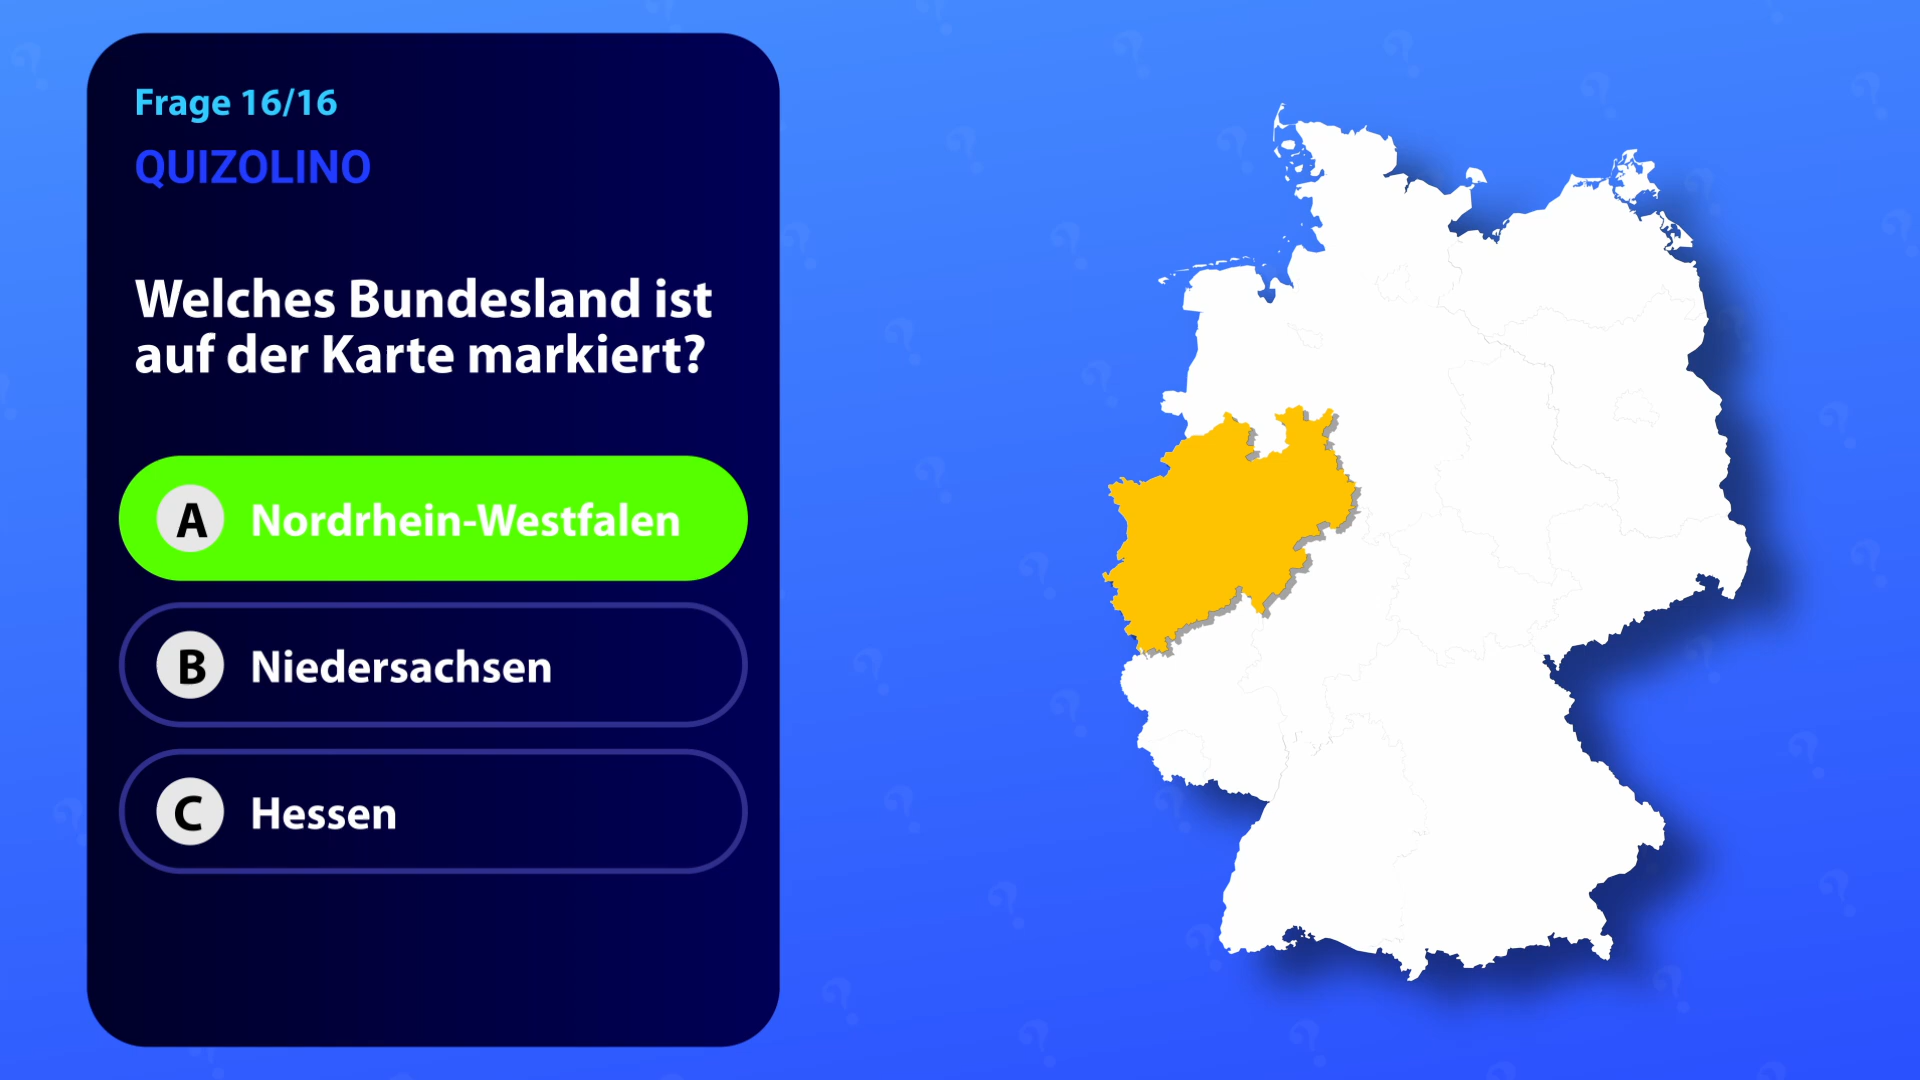 Frage 16/16
QUIZOLINO
Welches Bundesland ist
auf der Karte markiert?
A Nordrhein-Westfalen
B Niedersachsen
C Hessen